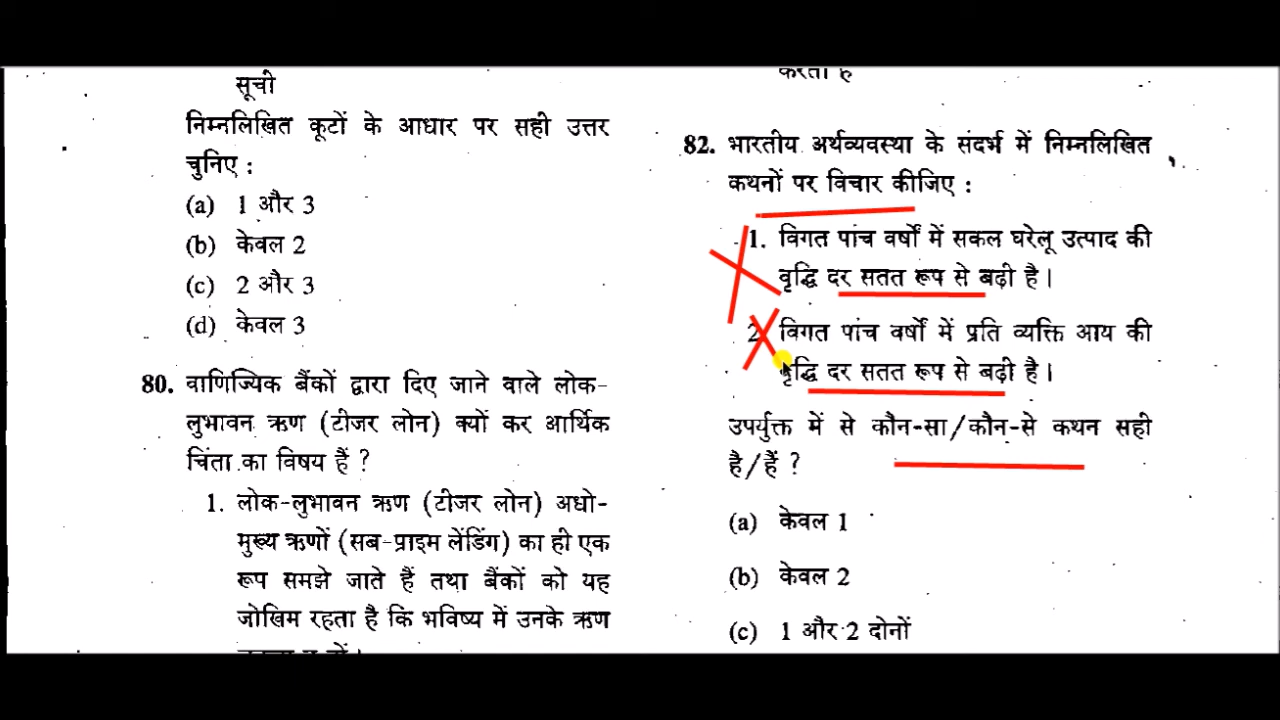 सूची
निम्नलिखित कूटों के आधार पर सही उत्तर
चुनिए :
(a) 1 और 3
(b) केवल 2
(c) 2 और 3
(d) केवल 3
80. वाणिज्यिक बैंकों द्वारा दिए जाने वाले लोक-
लुभावन ऋण (टीजर लोन) क्यों कर आर्थिक
चिंता का विषय हैं ?
1. लोक-लुभावन ऋण (टीजर लोन) अधो-
मुख्य ऋणों (सब-प्राइम लेंडिंग) का ही एक
रूप समझे जाते हैं तथा बैंकों को यह
जोखिम रहता है कि भविष्य में उनके ऋण
करता है
82. भारतीय अर्थव्यवस्था के संदर्भ में निम्नलिखित
कथनों पर विचार कीजिए :
1. विगत पांच वर्षों में सकल घरेलू उत्पाद की
वृद्धि दर सतत रूप से बढ़ी है।
2. विगत पांच वर्षों में प्रति व्यक्ति आय की
वृद्धि दर सतत रूप से बढ़ी है।
उपर्युक्त में से कौन-सा/कौन-से कथन सही
है/हैं ?
(a) केवल 1
(b) केवल 2
(c) 1 और 2 दोनों